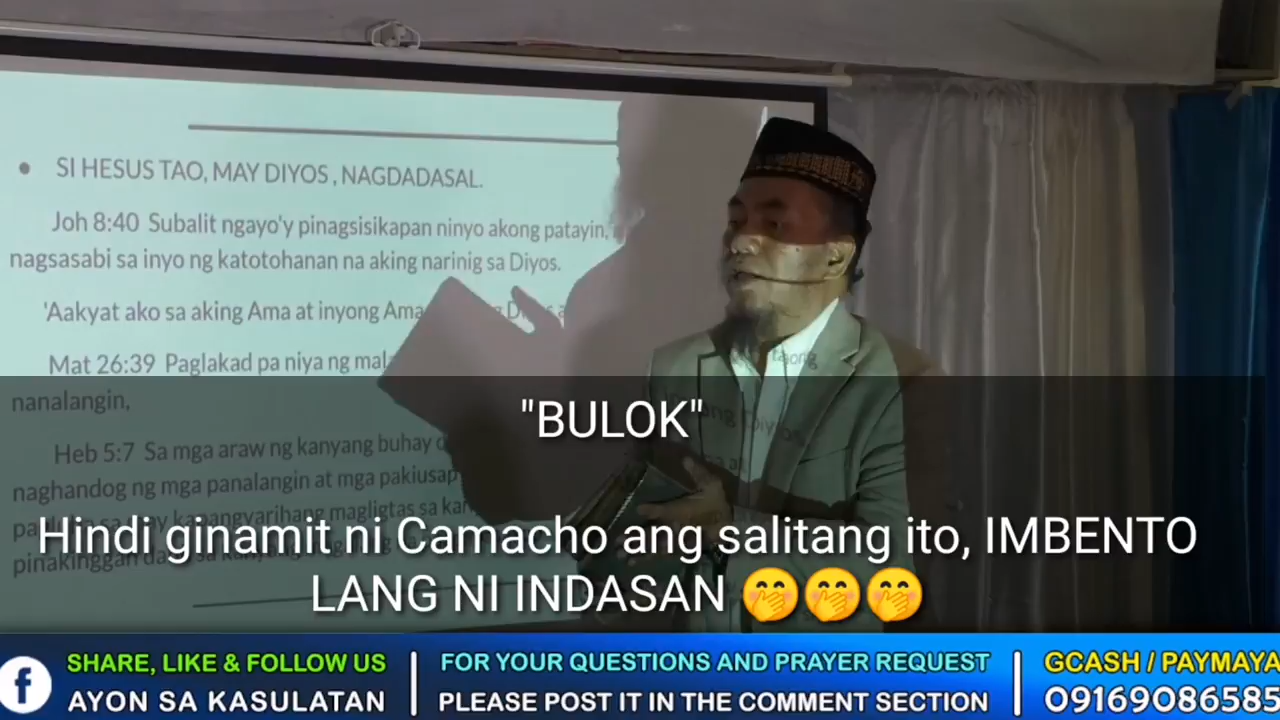 • SI HESUS TAO, MAY DIYOS , NAGDADASAL.
Joh 8:40 Subalit ngayo'y pinagsisikapan ninyo akong patayin,
nagsasabi sa inyo ng katotohanan na aking narinig sa Diyos.
'Aakyat ako sa aking Ama at inyong Ama
Mat 26:39 Paglakad pa niya ng
nanalangin,
Heb 5:7 Sa mga araw ng kanyang buhay
naghandog ng mga panalangin at mga pakiusap
magligtas sa
pinakinggan
"BULOK"
Hindi ginamit ni Camacho ang salitang ito, IMBENTO
LANG NI INDASAN 🤭🤭🤭
SHARE, LIKE & FOLLOW US
AYON SA KASULATAN
FOR YOUR QUESTIONS AND PRAYER REQUEST
PLEASE POST IT IN THE COMMENT SECTION
GCASH / PAYMAYA
09169086585